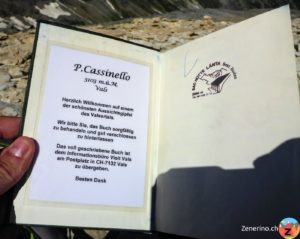 P.Cassinello
3103 m.ü.M.
Vals
Herzlich Willkommen auf einem
der schönsten Aussichtsgipfel
des Valsertals.
Wir bitte Sie, das Buch sorgfältig
zu behandeln und gut verschlossen
zu hinterlassen
Das voll geschriebene Buch ist
dem Informationsbüro Visit Vals
am Postplatz in CH-7132 Vals
zu übergeben.
Besten Dank
LÄNTA
Zenerino.ch